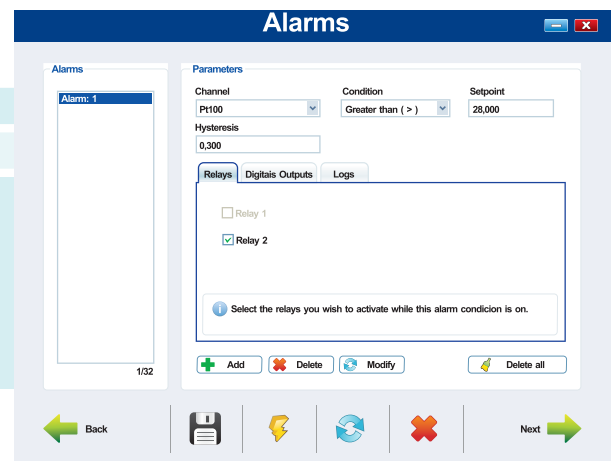 Alarms
Alarms
Alarm: 1
1/32
Parameters
Channel
Condition
Setpoint
Pt100
Greater than ( > )
28,000
Hysteresis
0,300
Relays
Digitais Outputs
Logs
Relay 1
Relay 2
Select the relays you wish to activate while this alarm condicion is on.
Add
Delete
Modify
Delete all
Back
Next